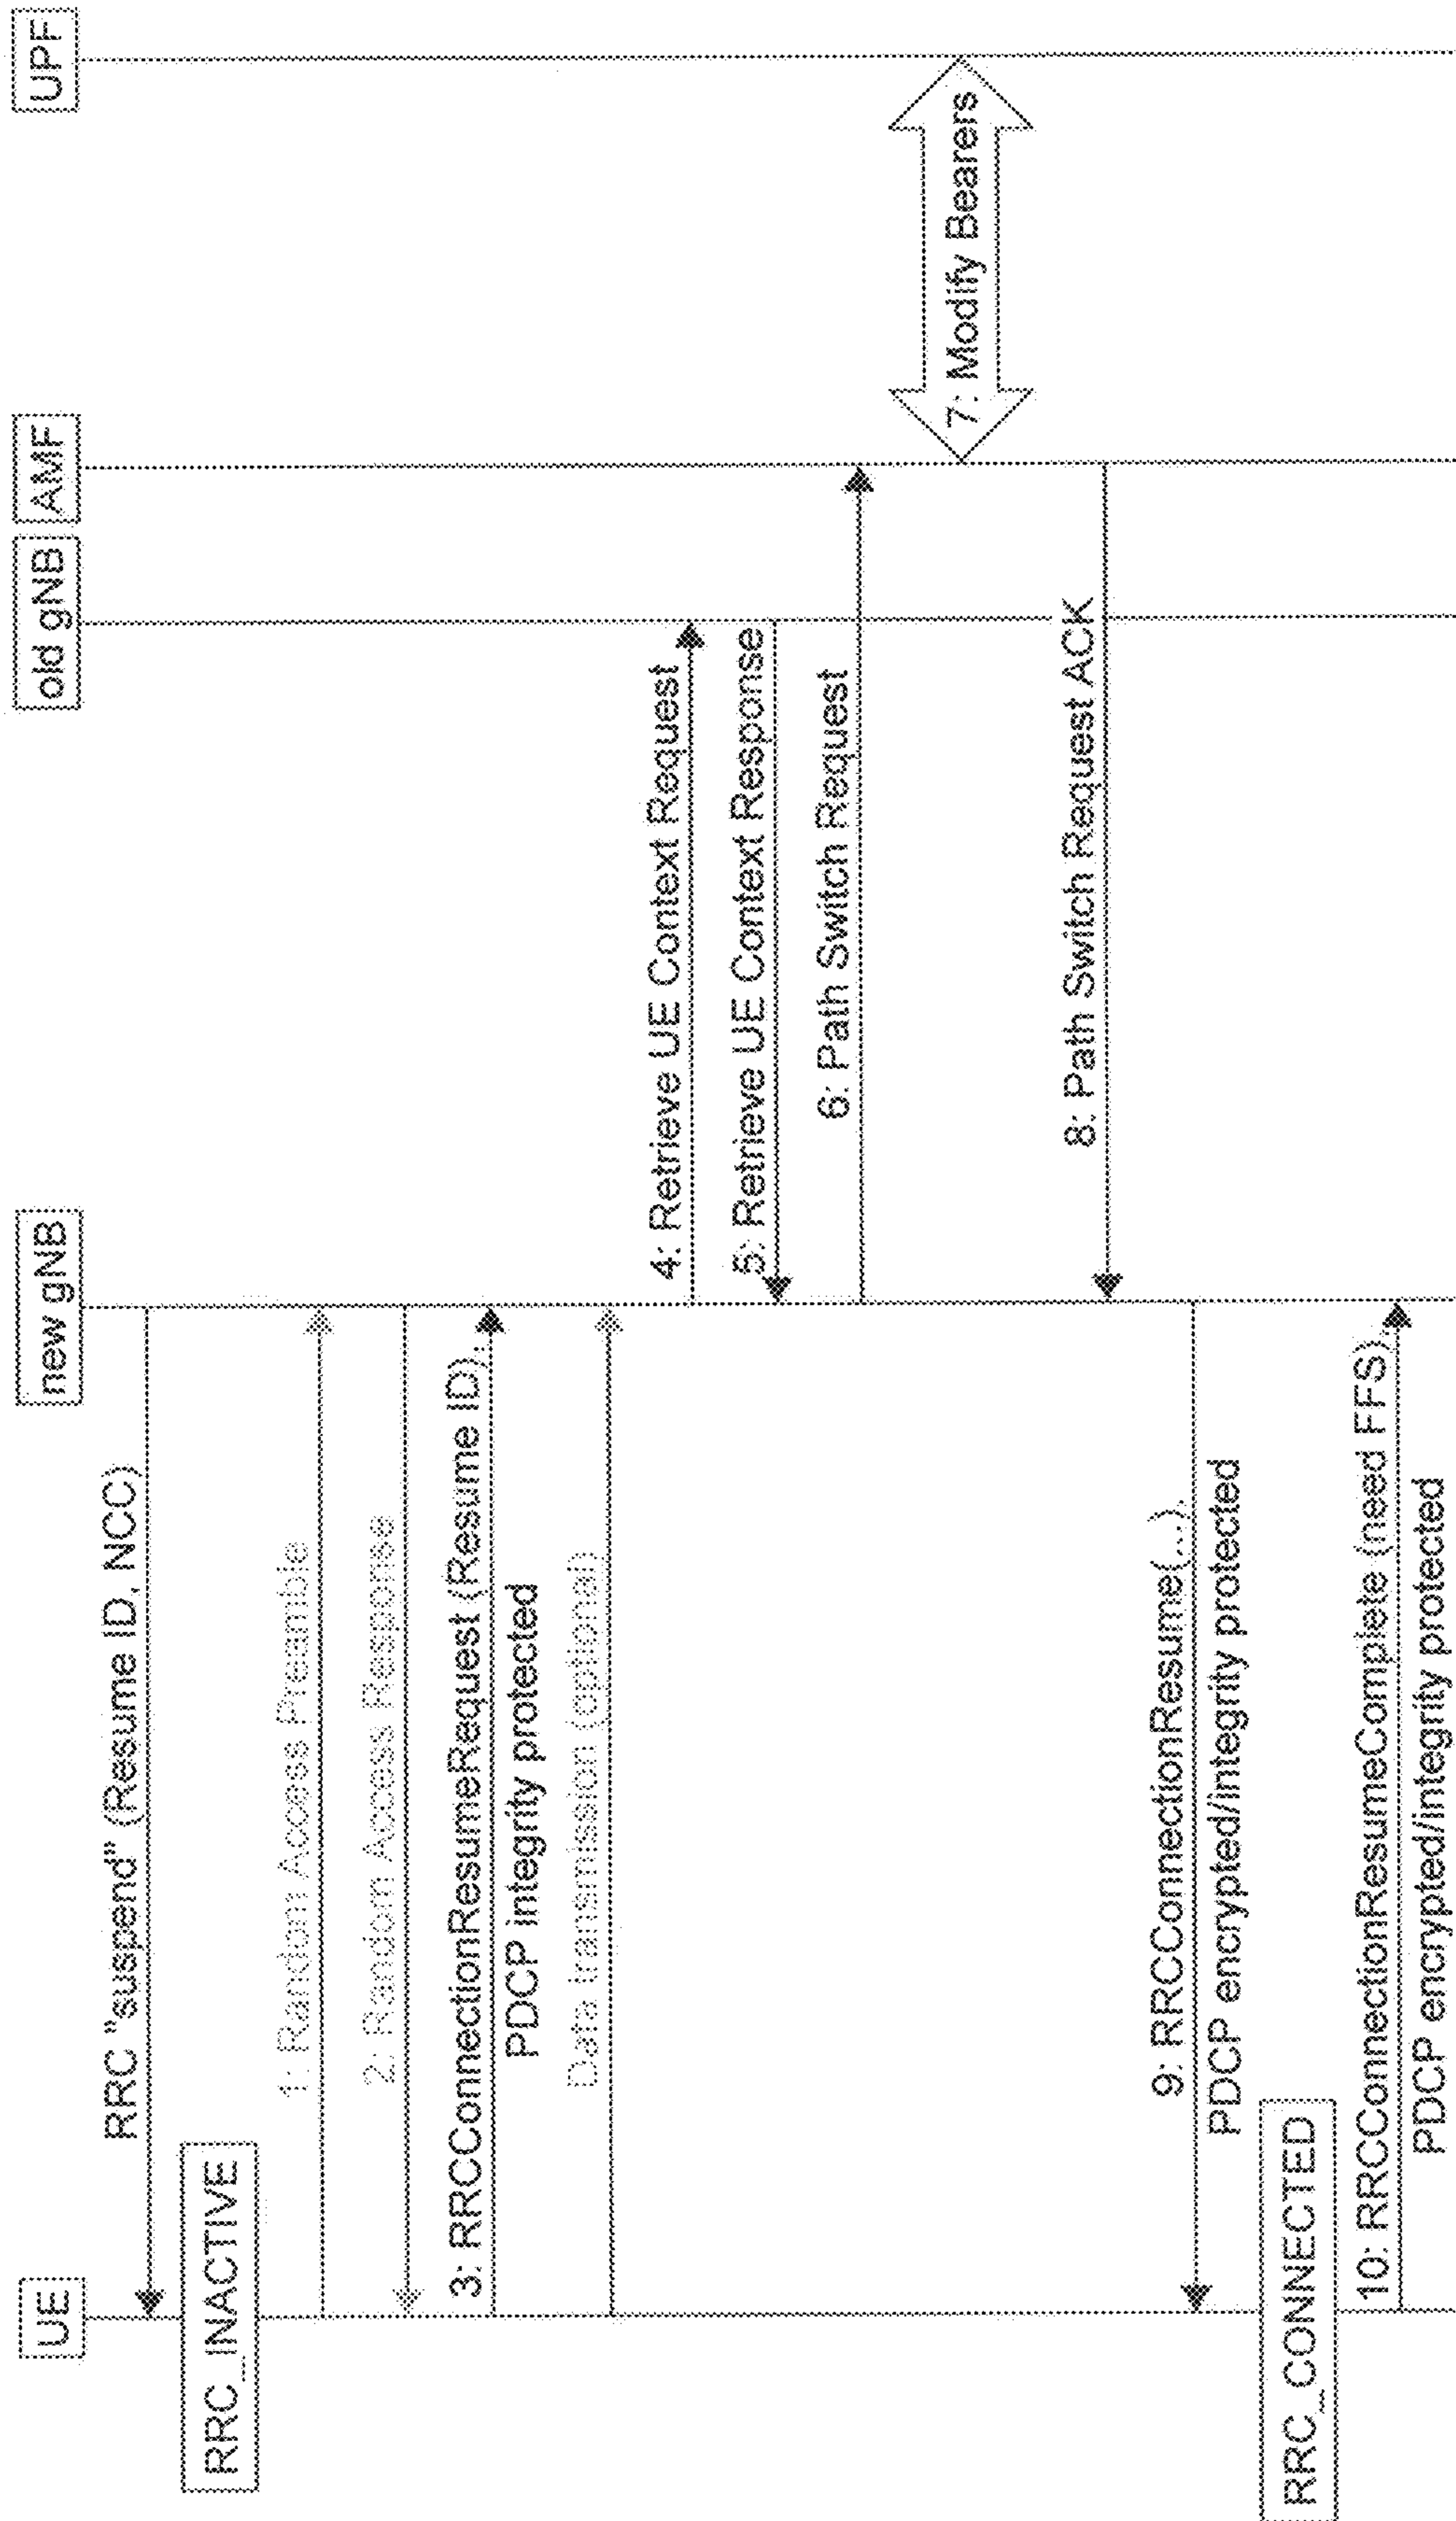 UE
new gNB
old gNB
AMF
UPF
RRC "suspend" (Resume ID, NCC)
RRC_INACTIVE
1: Random Access Preamble
2: Random Access Response
3: RRCConnectionResumeRequest (Resume ID),
PDCP integrity protected
Data transmission (optional)
4: Retrieve UE Context Request
5: Retrieve UE Context Response
6: Path Switch Request
7: Modify Bearers
8: Path Switch Request ACK
9: RRCConnectionResume(...),
PDCP encrypted/integrity protected
RRC_CONNECTED
10: RRCConnectionResumeComplete (need FFS),
PDCP encrypted/integrity protected